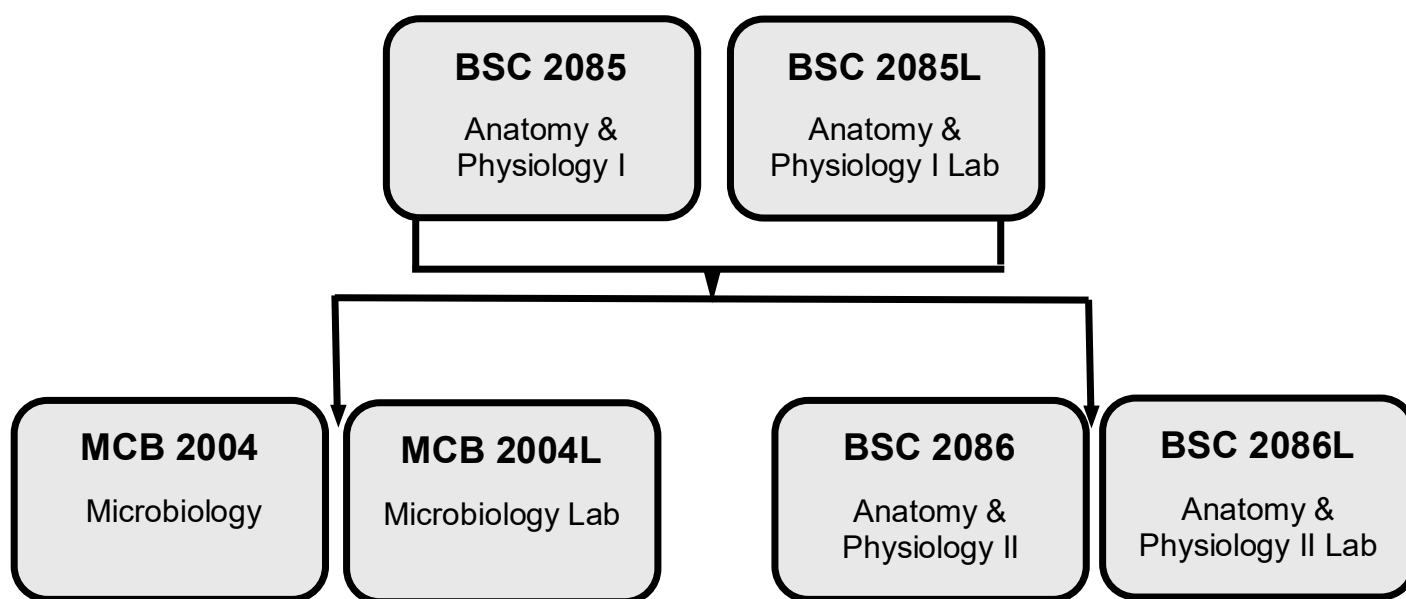 BSC 2085
Anatomy &
Physiology I
BSC 2085L
Anatomy &
Physiology I Lab
MCB 2004
Microbiology
MCB 2004L
Microbiology Lab
BSC 2086
Anatomy &
Physiology II
BSC 2086L
Anatomy &
Physiology II Lab